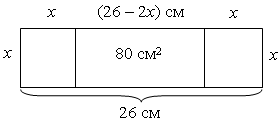 x (26 – 2x) см x
x 80 см² x
26 см